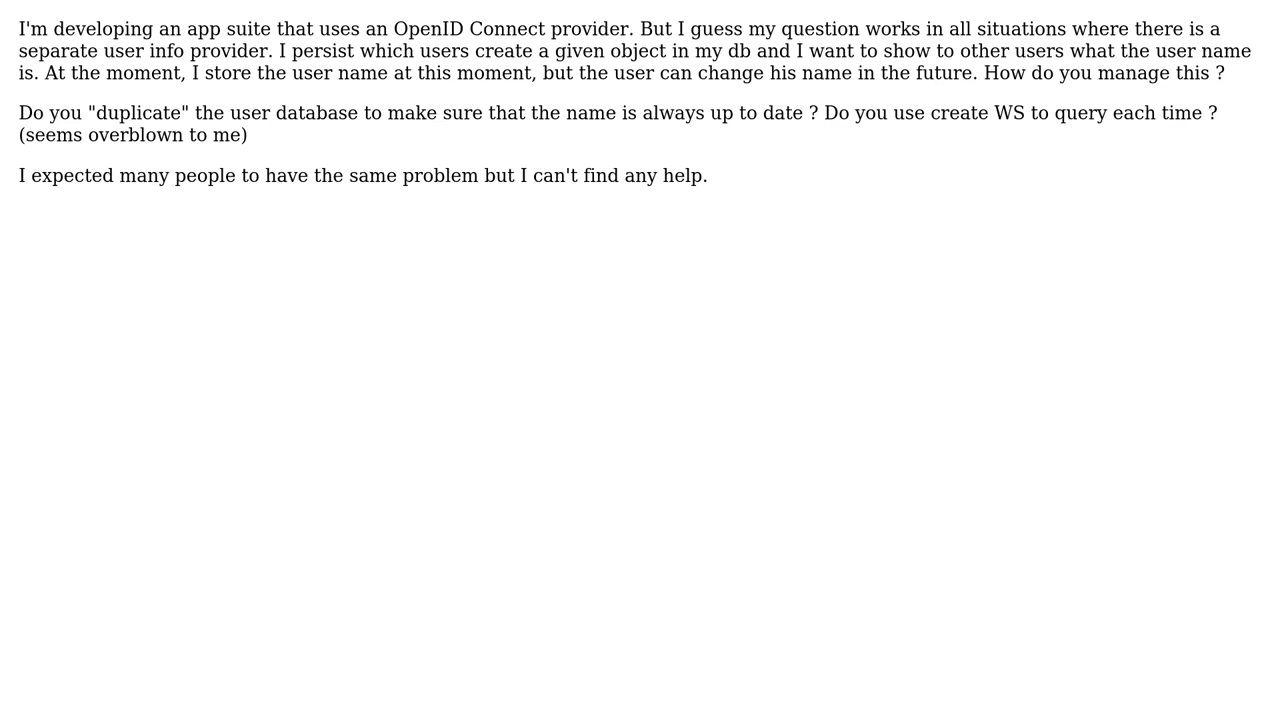 I'm developing an app suite that uses an OpenID Connect provider. But I guess my question works in all situations where there is a
separate user info provider. I persist which users create a given object in my db and I want to show to other users what the user name
is. At the moment, I store the user name at this moment, but the user can change his name in the future. How do you manage this ?
Do you "duplicate" the user database to make sure that the name is always up to date ? Do you use create WS to query each time ?
(seems overblown to me)
I expected many people to have the same problem but I can't find any help.